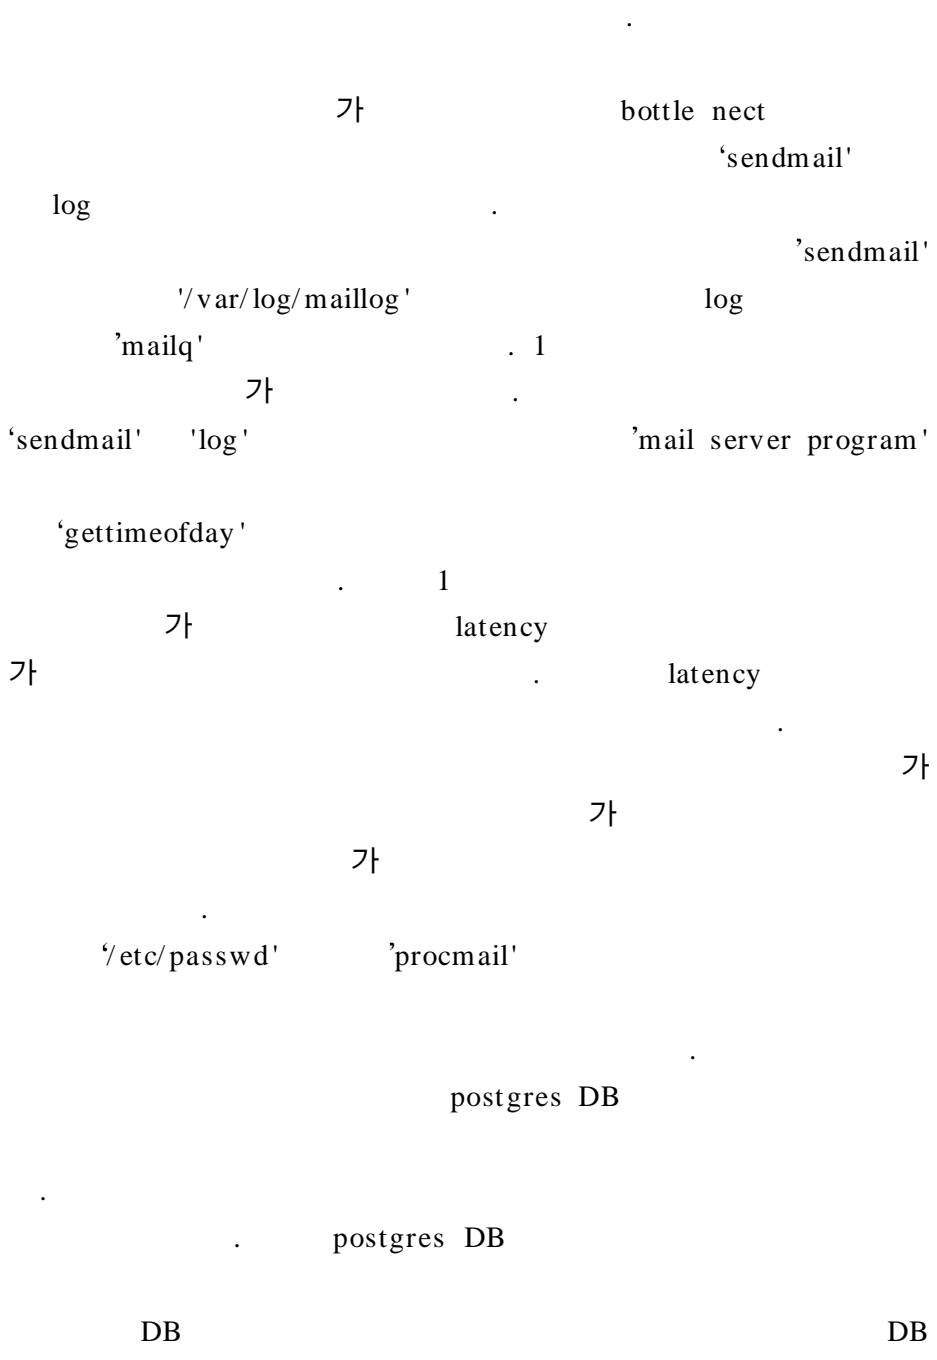 .
가 bottle nect
‘sendmail'
log .
’sendmail'
'/var/log/maillog' log
’mailq' . 1
가 .
‘sendmail' 'log' ’mail server program'
‘gettimeofday'
. 1
가 latency
가 . latency
.
가
가
가
.
‘/etc/passwd' ’procmail'
.
postgres DB
.
. postgres DB
DB DB